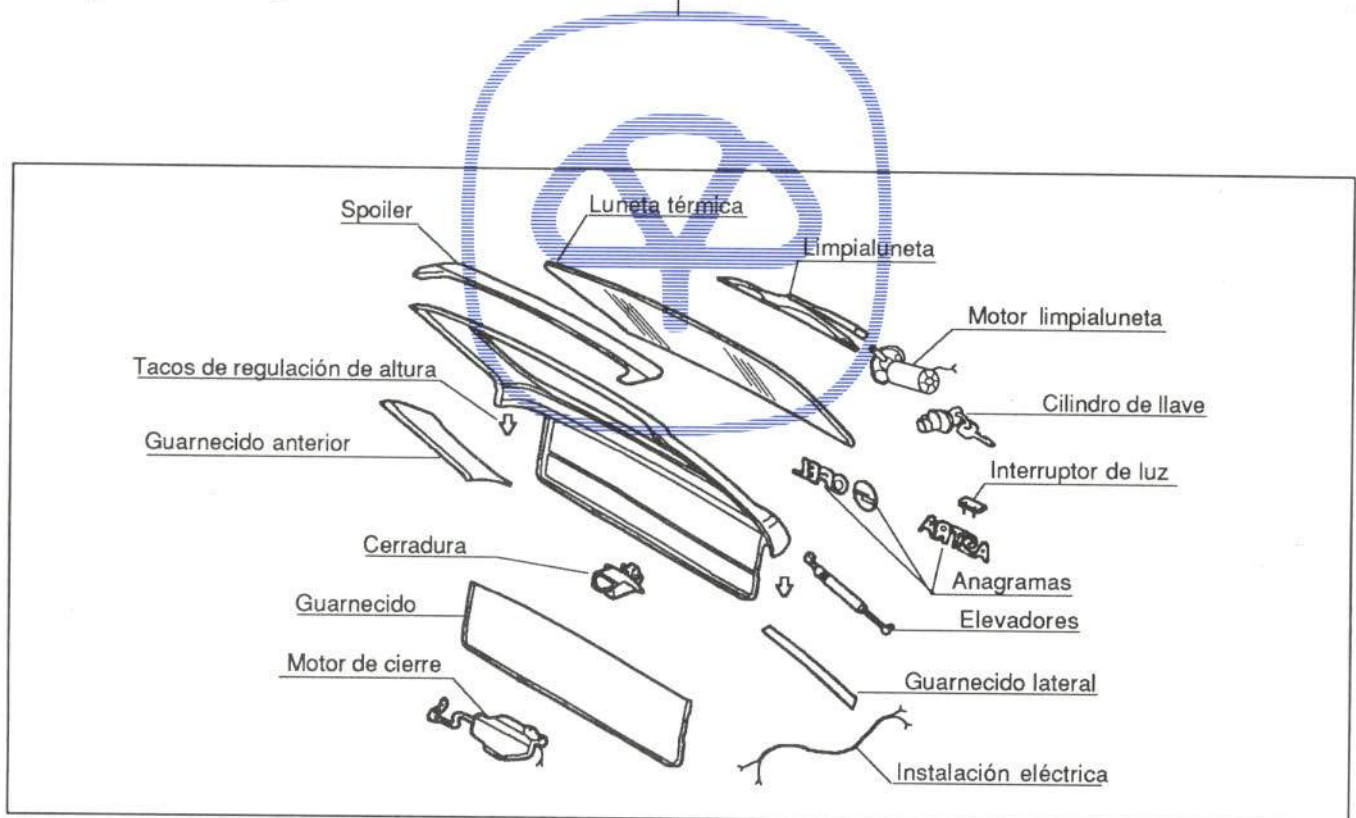 Spoiler
Luneta térmica
Limpialuneta
Motor limpialuneta
Tacos de regulación de altura
Cilindro de llave
Guarnecido anterior
Interruptor de luz
Cerradura
Anagramas
Guarnecido
Elevadores
Motor de cierre
Guarnecido lateral
Instalación eléctrica